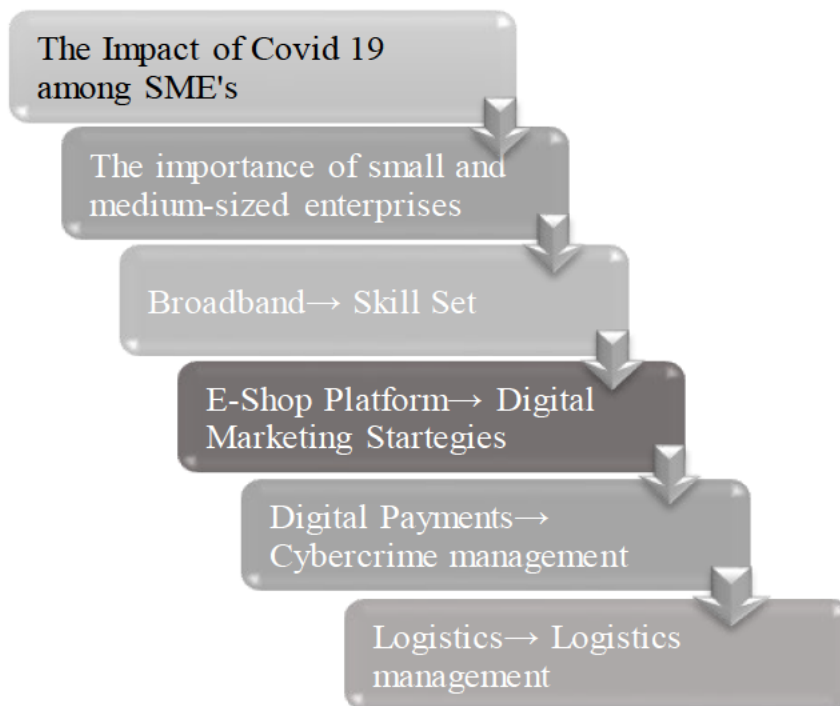 The Impact of Covid 19
among SME's
The importance of small and
medium-sized enterprises
Broadband→ Skill Set
E-Shop Platform→ Digital
Marketing Startegies
Digital Payments→
Cybercrime management
Logistics→ Logistics
management